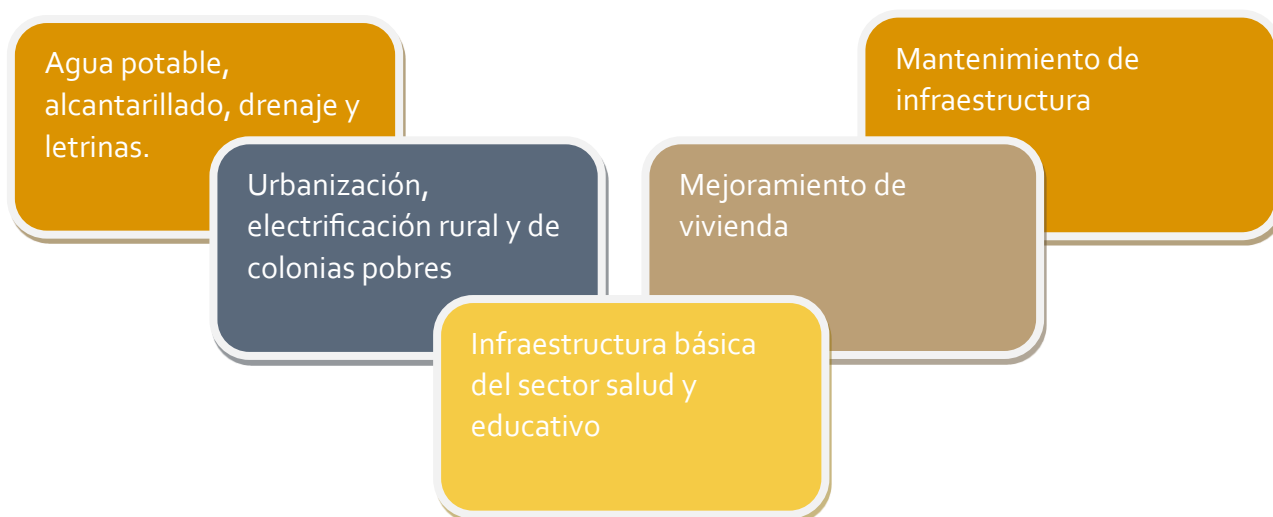 Agua potable,
alcantarillado, drenaje y
letrinas.
Urbanización,
electrificación rural y de
colonias pobres
Infraestructura básica
del sector salud y
educativo
Mejoramiento de
vivienda
Mantenimiento de
infraestructura